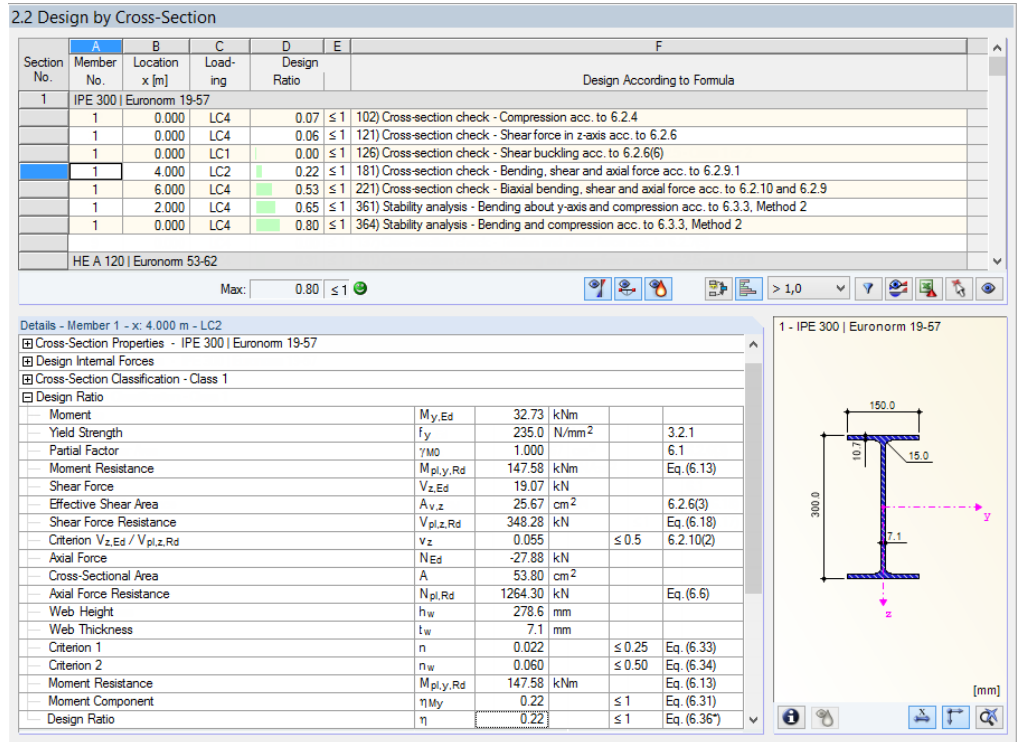 2.2 Design by Cross-Section
A B C D E F
Section Member Location Load- Design
No. No. x [m] ing Ratio Design According to Formula
1 IPE 300 | Euronorm 19-57
1 0.000 LC4 0.07 ≤ 1 102) Cross-section check - Compression acc. to 6.2.4
1 0.000 LC4 0.06 ≤ 1 121) Cross-section check - Shear force in z-axis acc. to 6.2.6
1 0.000 LC1 0.00 ≤ 1 126) Cross-section check - Shear buckling acc. to 6.2.6(6)
1 4.000 LC2 0.22 ≤ 1 181) Cross-section check - Bending, shear and axial force acc. to 6.2.9.1
1 6.000 LC4 0.53 ≤ 1 221) Cross-section check - Biaxial bending, shear and axial force acc. to 6.2.10 and 6.2.9
1 2.000 LC4 0.65 ≤ 1 361) Stability analysis - Bending about y-axis and compression acc. to 6.3.3, Method 2
1 0.000 LC4 0.80 ≤ 1 364) Stability analysis - Bending and compression acc. to 6.3.3, Method 2
HE A 120 | Euronorm 53-62
Max: 0.80 ≤ 1 > 1,0
Details - Member 1 - x: 4.000 m - LC2
Cross-Section Properties - IPE 300 | Euronorm 19-57
Design Internal Forces
Cross-Section Classification - Class 1
Design Ratio
Moment My,Ed 32.73 kNm
Yield Strength fy 235.0 N/mm2 3.2.1
Partial Factor γM0 1.000 6.1
Moment Resistance Mpl,y,Rd 147.58 kNm Eq.(6.13)
Shear Force Vz,Ed 19.07 kN
Effective Shear Area Av,z 25.67 cm2 6.2.6(3)
Shear Force Resistance Vpl,z,Rd 348.28 kN Eq.(6.18)
Criterion Vz,Ed / Vpl,z,Rd vz 0.055 ≤ 0.5 6.2.10(2)
Axial Force NEd -27.88 kN
Cross-Sectional Area A 53.80 cm2
Axial Force Resistance Npl,Rd 1264.30 kN Eq.(6.6)
Web Height hw 278.6 mm
Web Thickness tw 7.1 mm
Criterion 1 n 0.022 ≤ 0.25 Eq.(6.33)
Criterion 2 nw 0.060 ≤ 0.50 Eq.(6.34)
Moment Resistance Mpl,y,Rd 147.58 kNm Eq.(6.13)
Moment Component ηMy 0.22 ≤ 1 Eq.(6.31)
Design Ratio η 0.22 ≤ 1 Eq.(6.36*)
1 - IPE 300 | Euronorm 19-57
150.0
10.7
15.0
300.0
y
7.1
z
[mm]